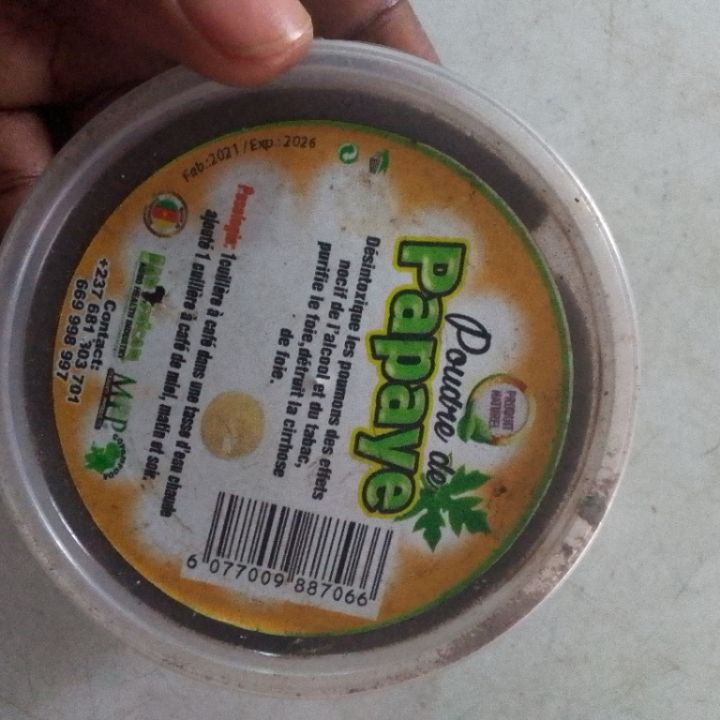 Poudre de
Papaye
PRODUIT
NATUREL
Désintoxique les poumons des effets
nocif de l'alcool, et du tabac,
purifie le foie, détruit la cirrhose
de foie.
Posologie: 1cuillère à café dans une tasse d'eau chaude
ajouté 1 cuillère à café de miel, matin et soir.
Contact:
+237 681 303 701
669 998 997
Fab:2021 / Exp: 2026
6 077009 887066